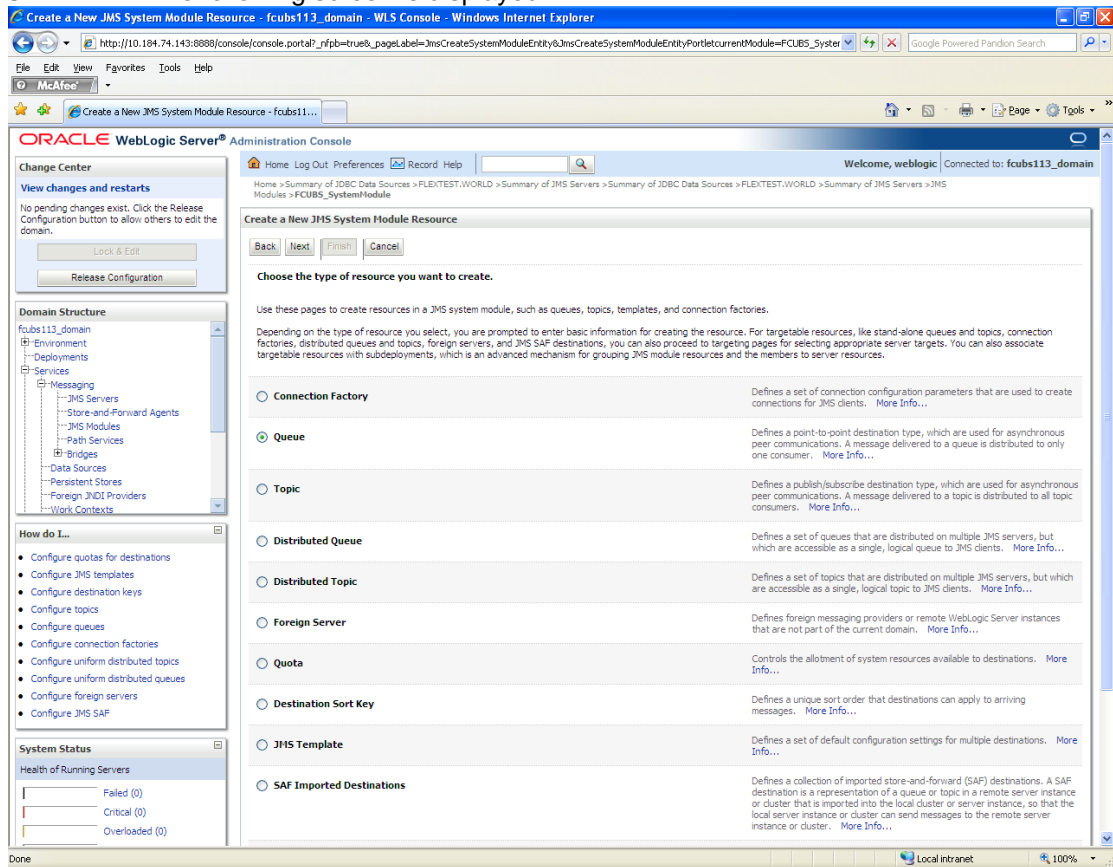 Create a New JMS System Module Resource - fcubs113_domain - WLS Console - Windows Internet Explorer
http://10.184.74.143:8888/console/console.portal?_nfpb=true&_pageLabel=JmsCreateSystemModuleEntity&JmsCreateSystemModuleEntityPortletcurrentModule=FCUBS_Syster
Google Powered Pandion Search
File Edit View Favorites Tools Help
McAfee
Create a New JMS System Module Resource - fcubs11...
Page Tools
ORACLE WebLogic Server® Administration Console
Change Center
View changes and restarts
No pending changes exist. Click the Release
Configuration button to allow others to edit the
domain.
Lock & Edit
Release Configuration
Domain Structure
fcubs113_domain
Environment
Deployments
Services
Messaging
JMS Servers
Store-and-Forward Agents
JMS Modules
Path Services
Bridges
Data Sources
Persistent Stores
Foreign JNDI Providers
Work Contexts
How do I...
Configure quotas for destinations
Configure JMS templates
Configure destination keys
Configure topics
Configure queues
Configure connection factories
Configure uniform distributed topics
Configure uniform distributed queues
Configure foreign servers
Configure JMS SAF
System Status
Health of Running Servers
Failed (0)
Critical (0)
Overloaded (0)
Home Log Out Preferences Record Help
Welcome, weblogic Connected to: fcubs113_domain
Home >Summary of JDBC Data Sources >FLEXTEST.WORLD >Summary of JMS Servers >Summary of JDBC Data Sources >FLEXTEST.WORLD >Summary of JMS Servers >JMS
Modules >FCUBS_SystemModule
Create a New JMS System Module Resource
Back Next Finish Cancel
Choose the type of resource you want to create.
Use these pages to create resources in a JMS system module, such as queues, topics, templates, and connection factories.
Depending on the type of resource you select, you are prompted to enter basic information for creating the resource. For targetable resources, like stand-alone queues and topics, connection
factories, distributed queues and topics, foreign servers, and JMS SAF destinations, you can also proceed to targeting pages for selecting appropriate server targets. You can also associate
targetable resources with subdeployments, which is an advanced mechanism for grouping JMS module resources and the members to server resources.
Connection Factory
Defines a set of connection configuration parameters that are used to create
connections for JMS clients. More Info...
Queue
Defines a point-to-point destination type, which are used for asynchronous
peer communications. A message delivered to a queue is distributed to only
one consumer. More Info...
Topic
Defines a publish/subscribe destination type, which are used for asynchronous
peer communications. A message delivered to a topic is distributed to all topic
consumers. More Info...
Distributed Queue
Defines a set of queues that are distributed on multiple JMS servers, but
which are accessible as a single, logical queue to JMS clients. More Info...
Distributed Topic
Defines a set of topics that are distributed on multiple JMS servers, but which
are accessible as a single, logical topic to JMS clients. More Info...
Foreign Server
Defines foreign messaging providers or remote WebLogic Server instances
that are not part of the current domain. More Info...
Quota
Controls the allotment of system resources available to destinations. More
Info...
Destination Sort Key
Defines a unique sort order that destinations can apply to arriving
messages. More Info...
JMS Template
Defines a set of default configuration settings for multiple destinations. More
Info...
SAF Imported Destinations
Defines a collection of imported store-and-forward (SAF) destinations. A SAF
destination is a representation of a queue or topic in a remote server instance
or cluster that is imported into the local cluster or server instance, so that the
local server instance or cluster can send messages to the remote server
instance or cluster. More Info...
Done
Local intranet
100%